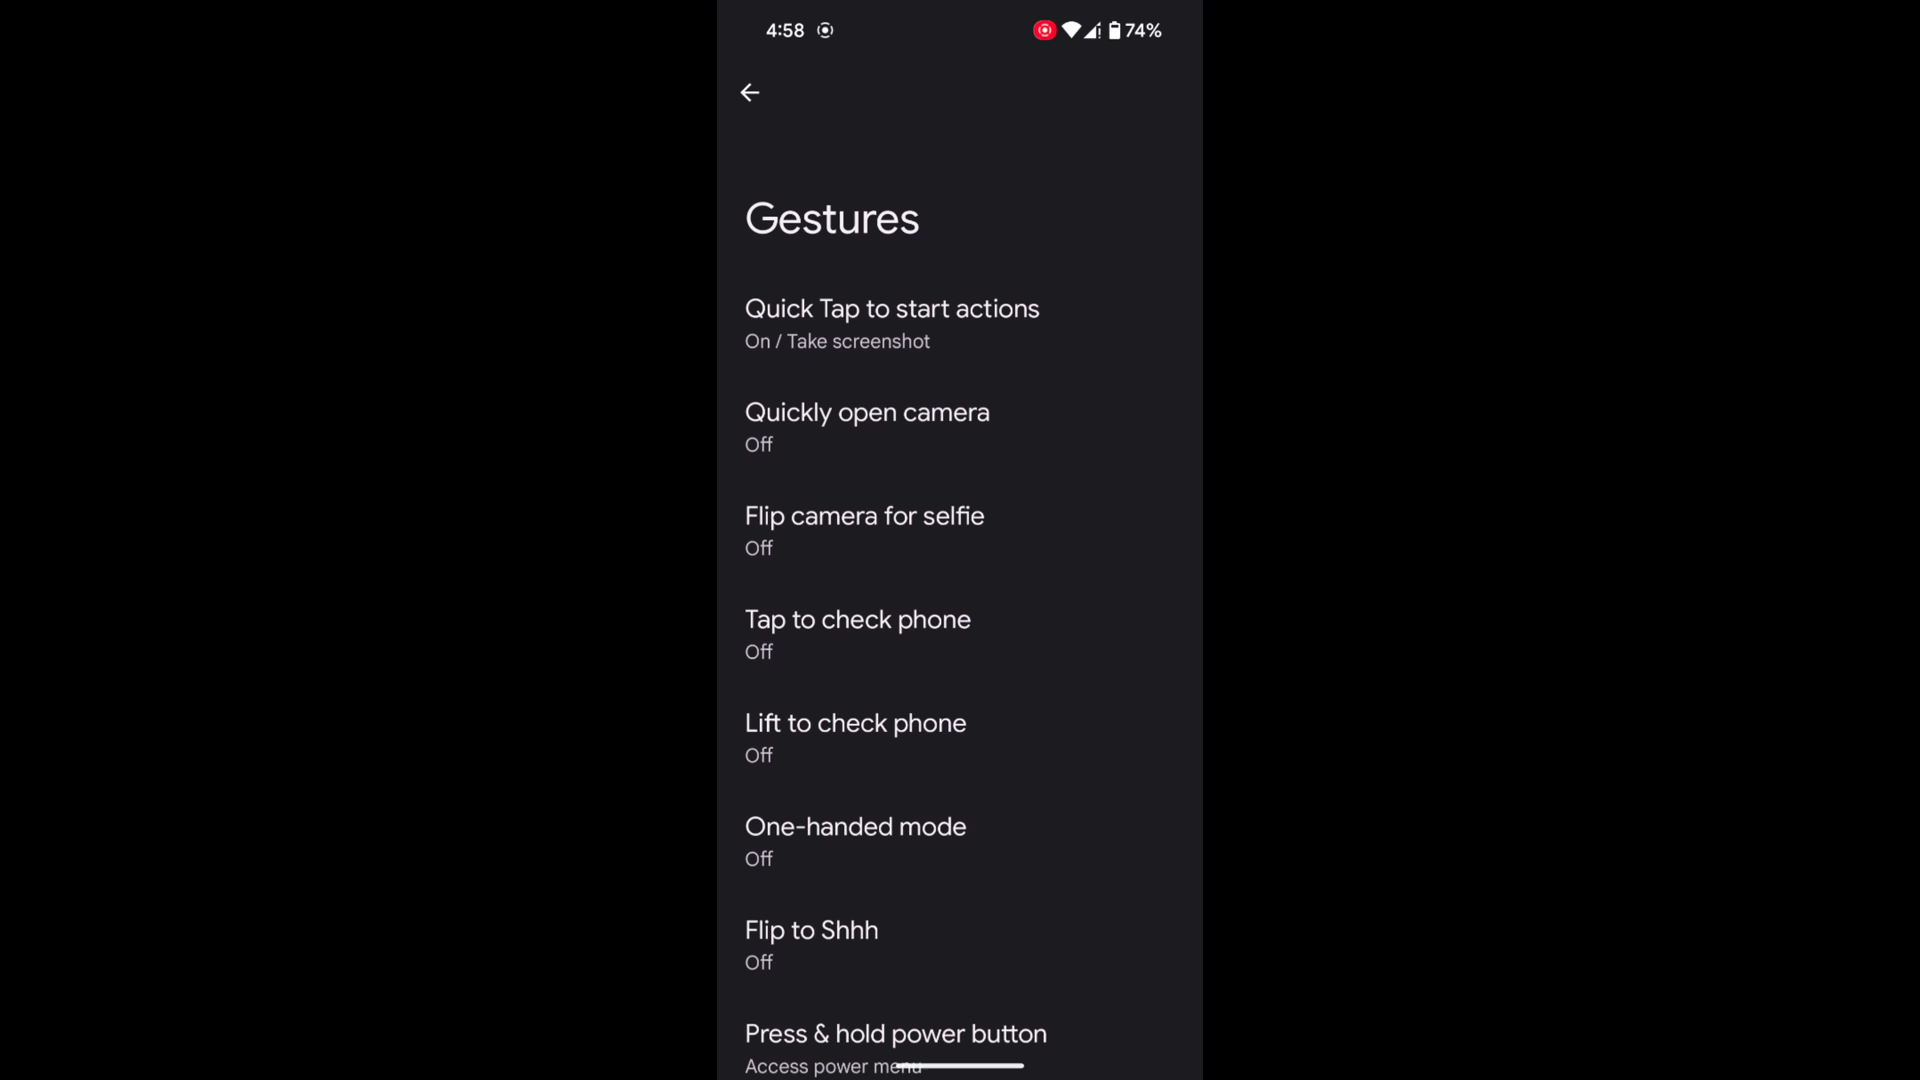 4:58 74%
Gestures
Quick Tap to start actions
On / Take screenshot
Quickly open camera
Off
Flip camera for selfie
Off
Tap to check phone
Off
Lift to check phone
Off
One-handed mode
Off
Flip to Shhh
Off
Press & hold power button
Access power menu